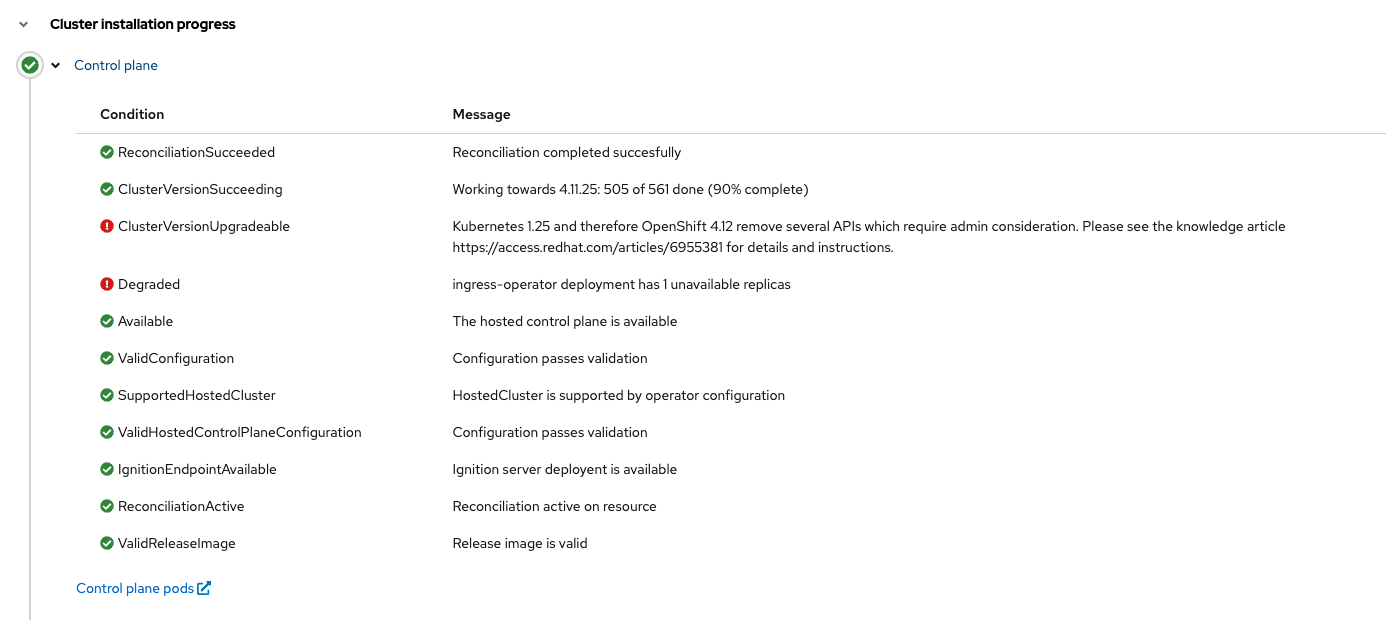 Cluster installation progress
Control plane
Condition Message
ReconciliationSucceeded Reconciliation completed succesfully
ClusterVersionSucceeding Working towards 4.11.25: 505 of 561 done (90% complete)
ClusterVersionUpgradeable Kubernetes 1.25 and therefore OpenShift 4.12 remove several APIs which require admin consideration. Please see the knowledge article
https://access.redhat.com/articles/6955381 for details and instructions.
Degraded ingress-operator deployment has 1 unavailable replicas
Available The hosted control plane is available
ValidConfiguration Configuration passes validation
SupportedHostedCluster HostedCluster is supported by operator configuration
ValidHostedControlPlaneConfiguration Configuration passes validation
IgnitionEndpointAvailable Ignition server deployent is available
ReconciliationActive Reconciliation active on resource
ValidReleaseImage Release image is valid
Control plane pods